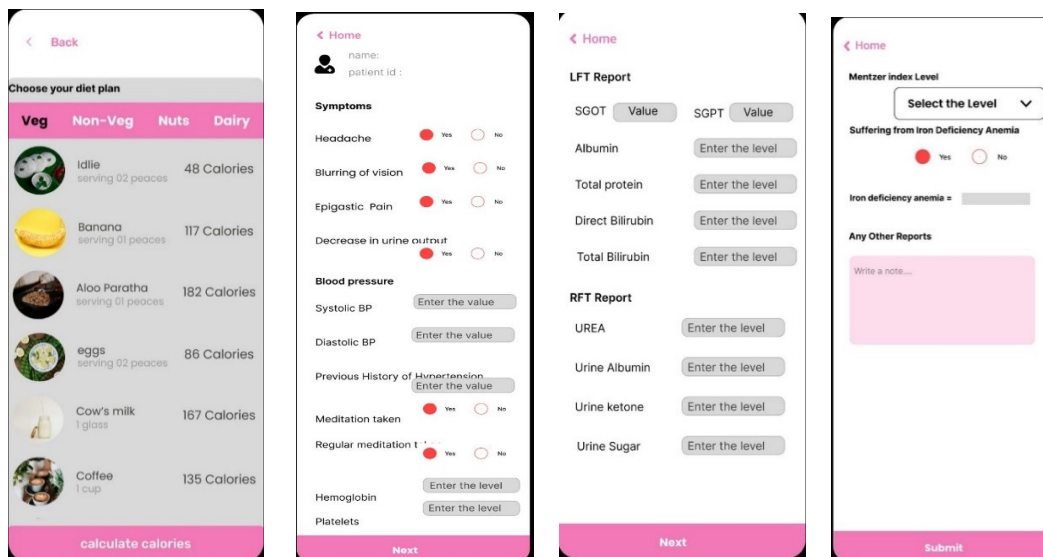 Back
Choose your diet plan
Veg Non-Veg Nuts Dairy
Idlie
serving 02 peaces
48 Calories
Banana
serving 01 peaces
117 Calories
Aloo Paratha
serving 01 peaces
182 Calories
eggs
serving 02 peaces
86 Calories
Cow's milk
1 glass
167 Calories
Coffee
1 cup
135 Calories
calculate calories
Home
name:
patient id :
Symptoms
Headache Yes No
Blurring of vision Yes No
Epigastic Pain Yes No
Decrease in urine output
Yes No
Blood pressure
Systolic BP Enter the value
Diastolic BP Enter the value
Previous History of Hypertension
Enter the value
Meditation taken Yes No
Regular meditation
Yes No
Hemoglobin Enter the level
Platelets Enter the level
Next
Home
LFT Report
SGOT Value SGPT Value
Albumin Enter the level
Total protein Enter the level
Direct Bilirubin Enter the level
Total Bilirubin Enter the level
RFT Report
UREA Enter the level
Urine Albumin Enter the level
Urine ketone Enter the level
Urine Sugar Enter the level
Next
Home
Mentzer index Level
Select the Level
Suffering from Iron Deficiency Anemia
Yes No
Iron deficiency anemia =
Any Other Reports
Write a note....
Submit